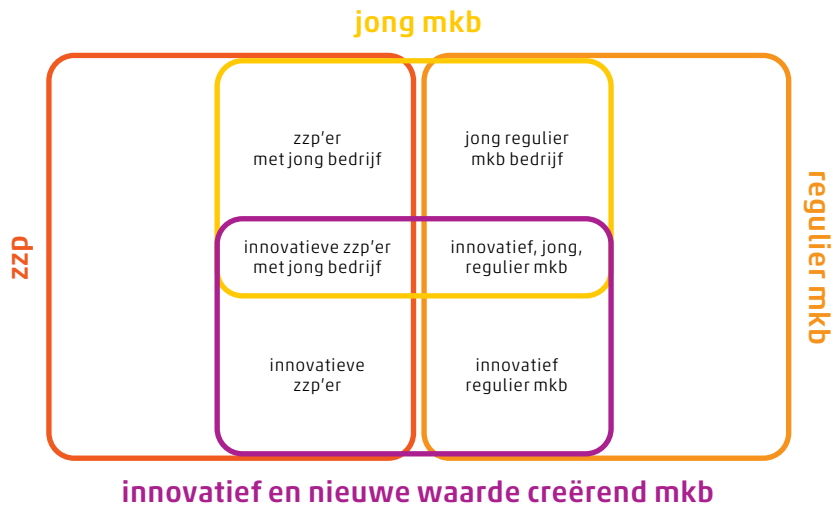 jong mkb
zzp'er
met jong bedrijf
jong regulier
mkb bedrijf
zzp
regulier mkb
innovatieve zzp'er
met jong bedrijf
innovatief, jong,
regulier mkb
innovatieve
zzp'er
innovatief
regulier mkb
innovatief en nieuwe waarde creërend mkb